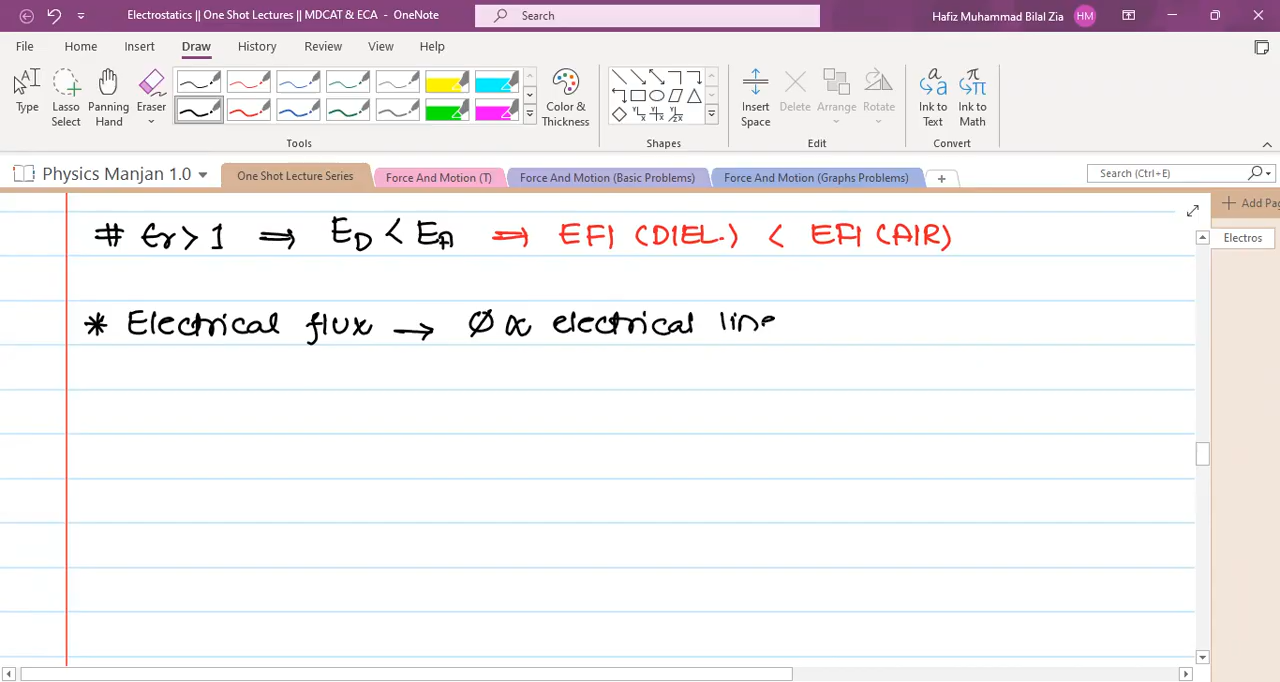 Electrostatics || One Shot Lectures || MDCAT & ECA - OneNote
Search
Hafiz Muhammad Bilal Zia HM
File Home Insert Draw History Review View Help
Type Lasso Select Panning Hand Eraser
Color & Thickness
Insert Space Delete Arrange Rotate
Ink to Text Ink to Math
Tools Shapes Edit Convert
Physics Manjan 1.0 One Shot Lecture Series Force And Motion (T) Force And Motion (Basic Problems) Force And Motion (Graphs Problems) + Search (Ctrl+E)
+ Add Pag
Electros
# εr > 1 ⇒ ED < EA ⇒ EFI (DIEL.) < EFI (AIR)
* Electrical flux → Ø ∝ electrical line